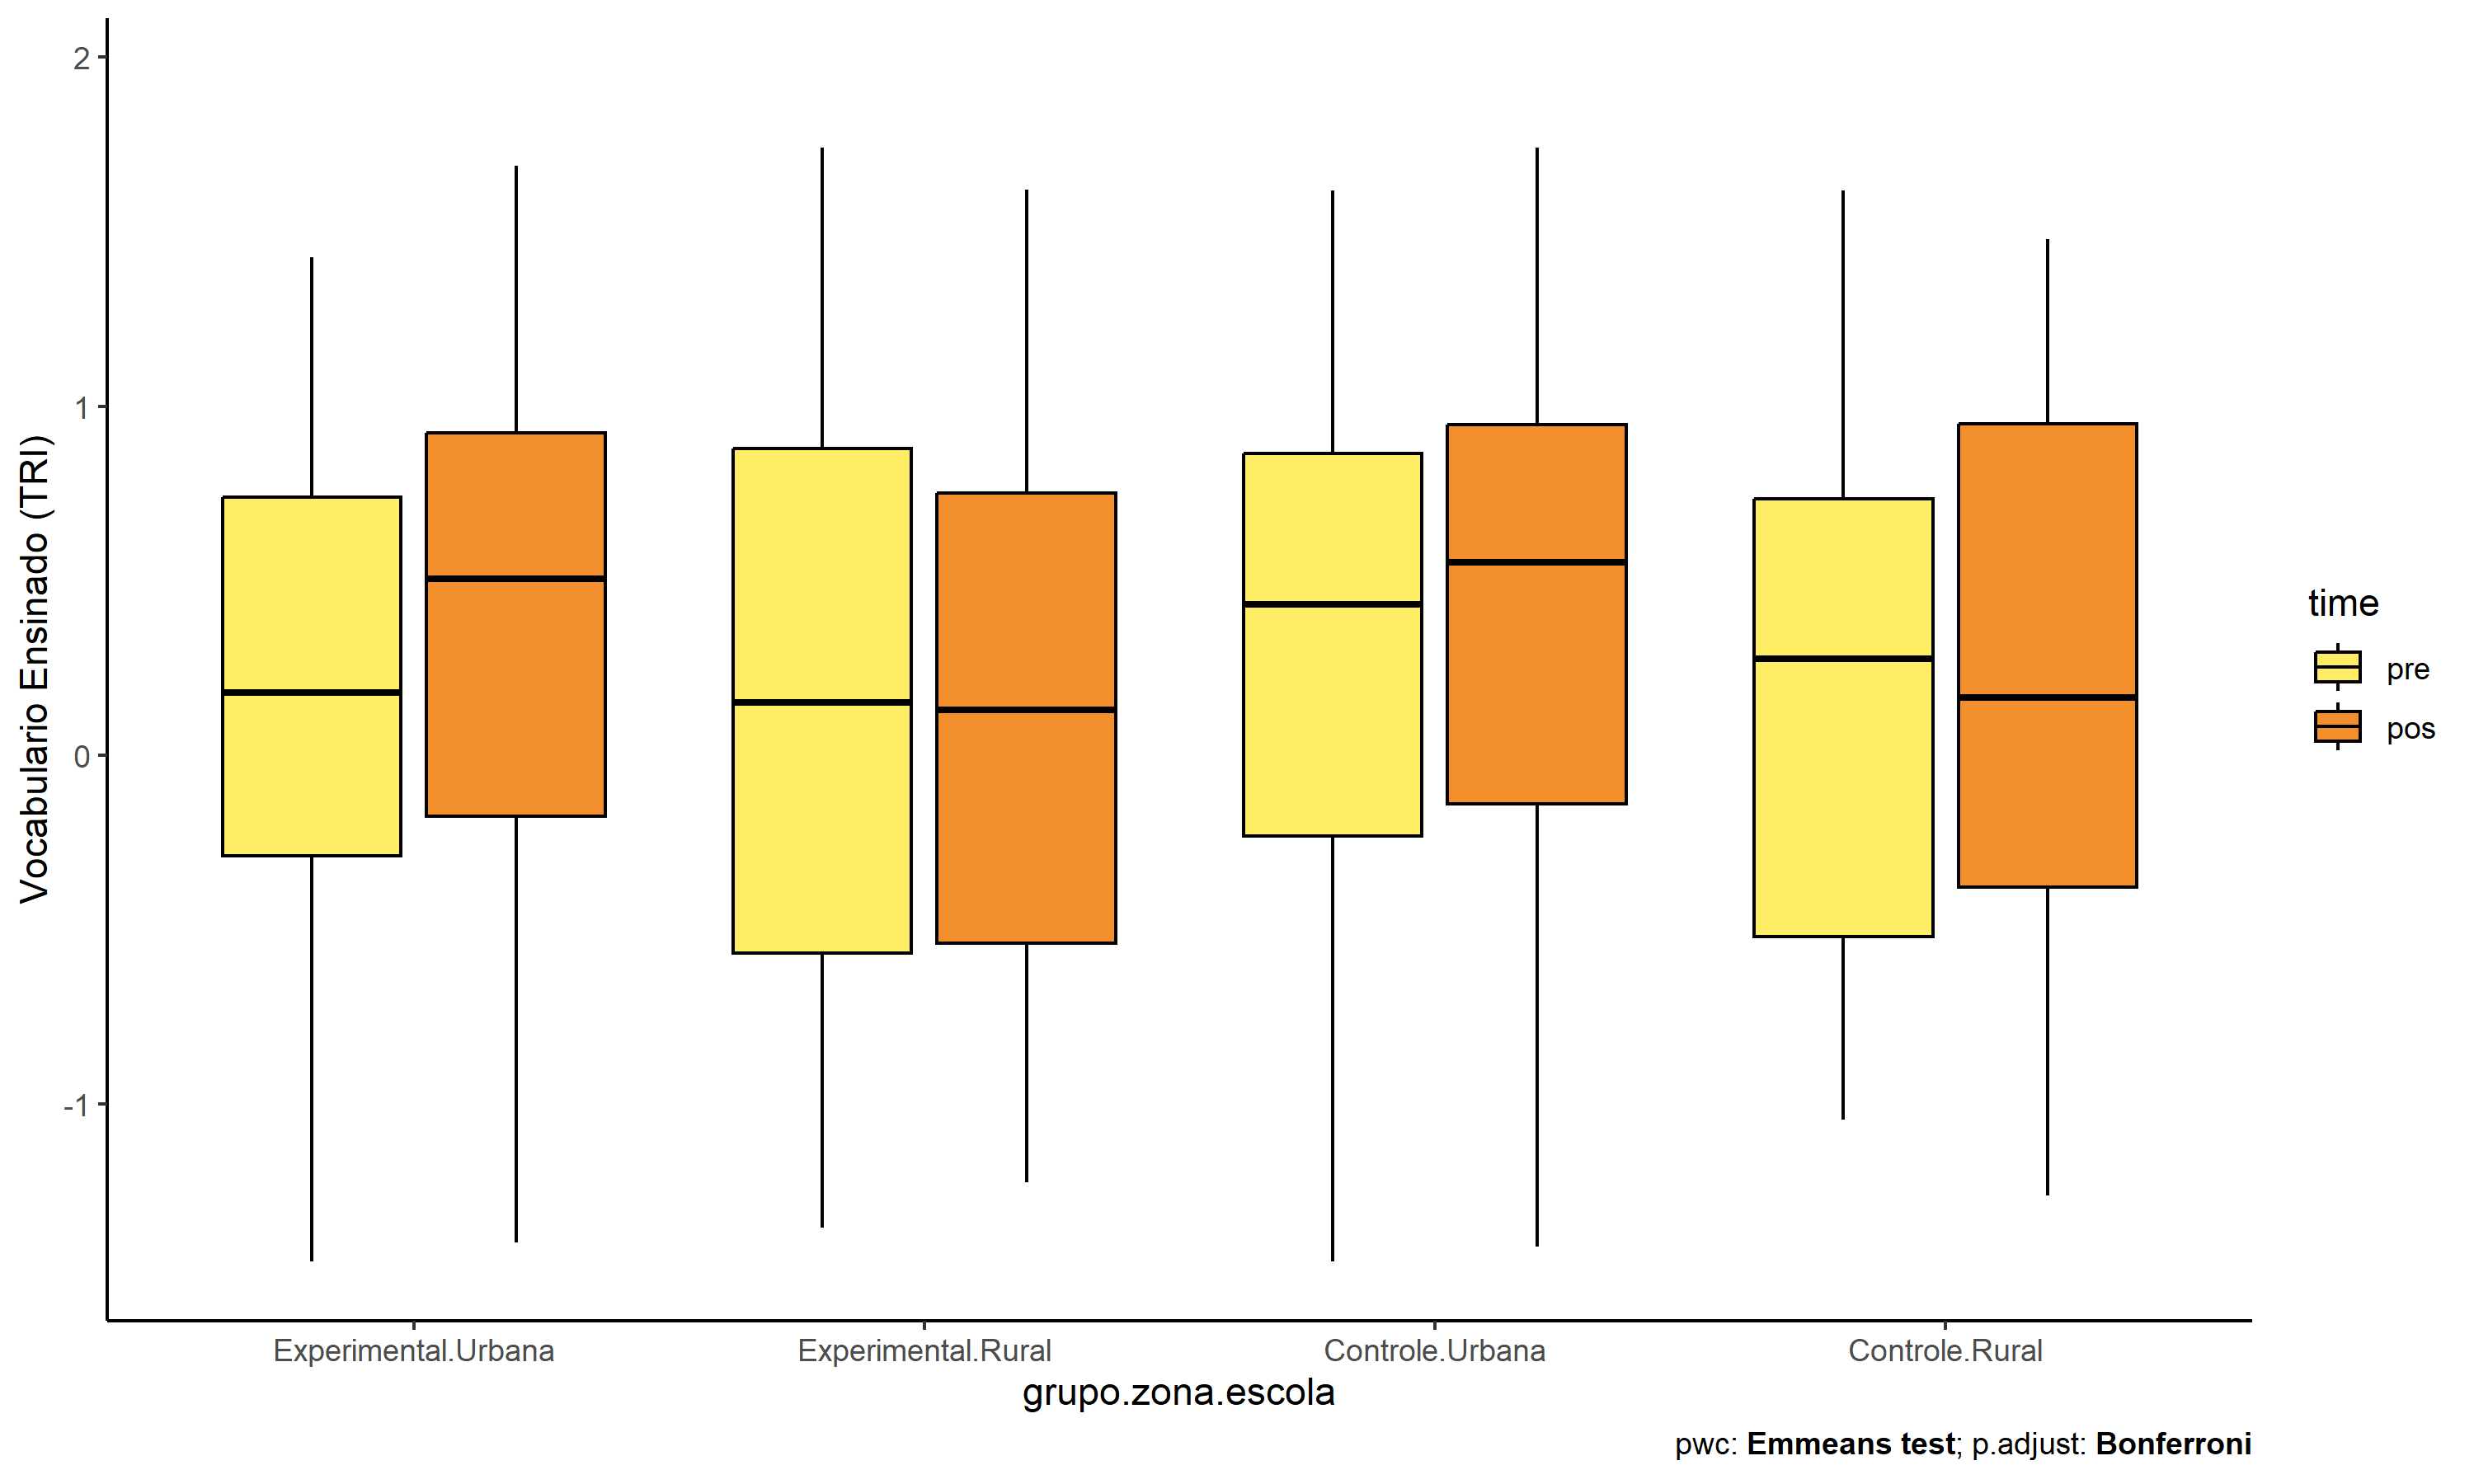 Vocabulario Ensinado (TRI)
2
1
0
-1
Experimental.Urbana
Experimental.Rural
Controle.Urbana
Controle.Rural
grupo.zona.escola
pwc: Emmeans test; p.adjust: Bonferroni
time
pre
pos